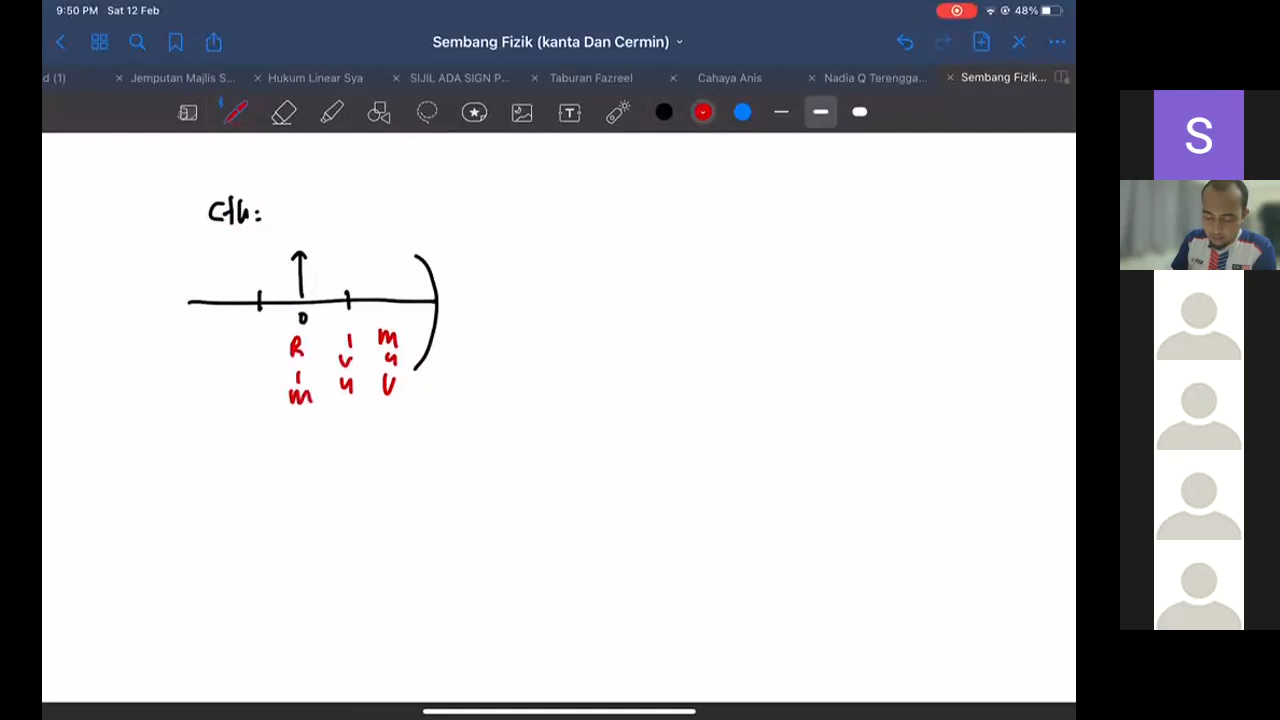 9:50 PM Sat 12 Feb
48%
Sembang Fizik (kanta Dan Cermin)
d (1)
Jemputan Majlis S...
Hukum Linear Sya
SIJIL ADA SIGN P...
Taburan Fazreel
Cahaya Anis
Nadia Q Terengga...
Sembang Fizik...
T
S
Cth:
O
R I M
I V U
M U V